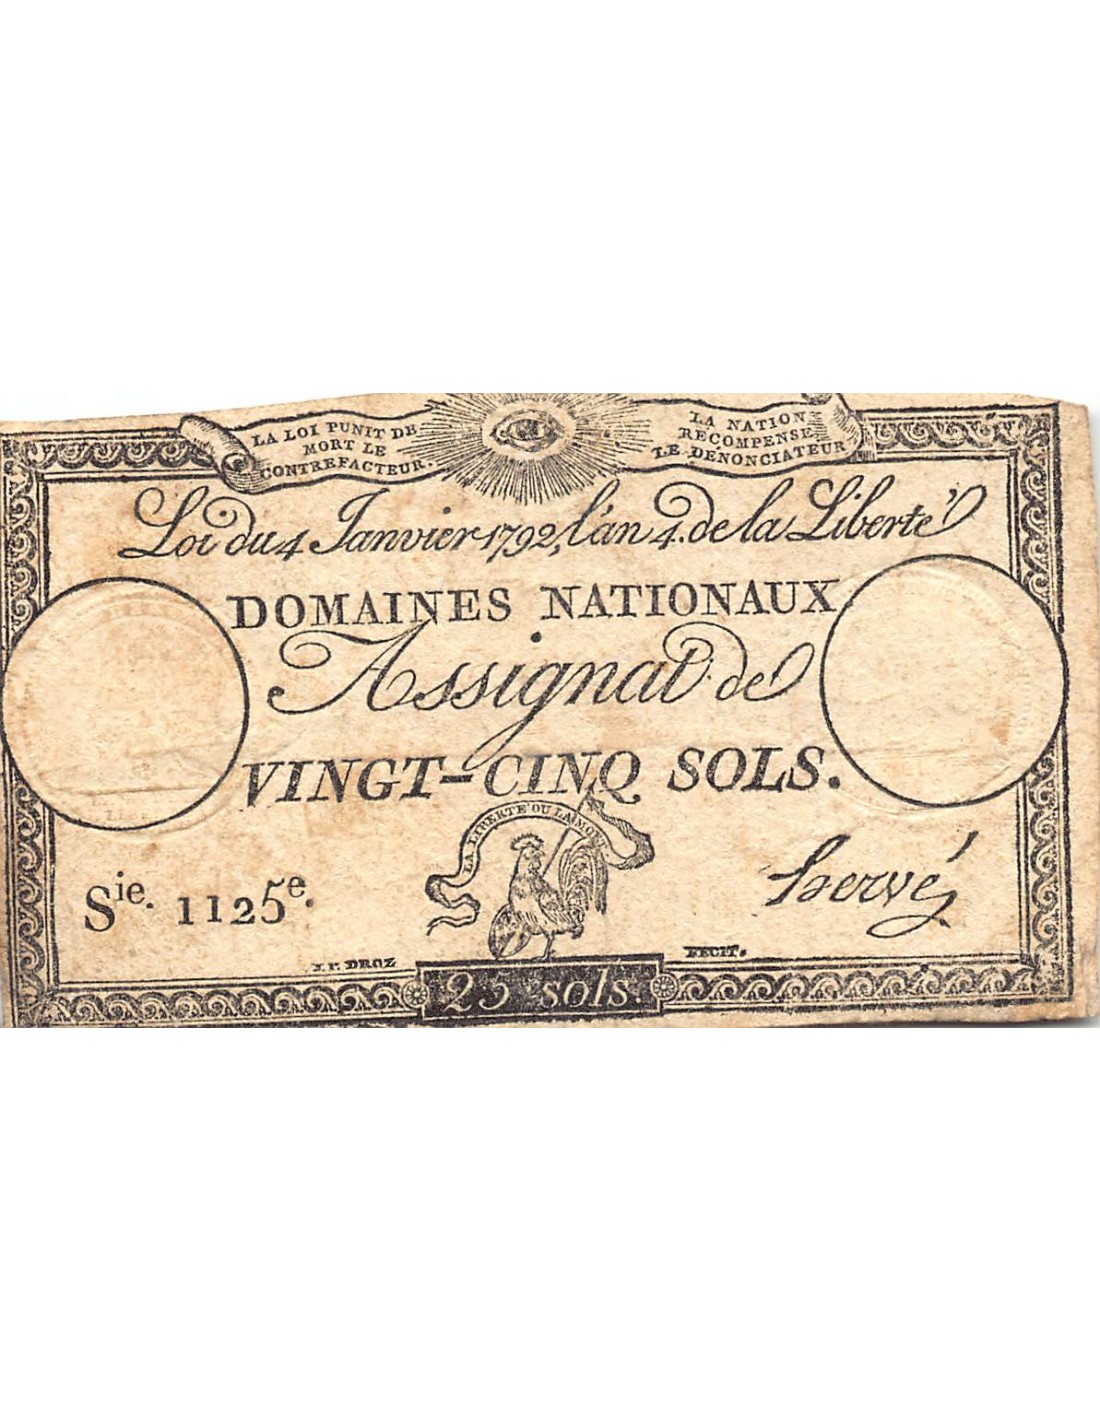 LA LOI PUNIT DE
MORT LE
CONTREFACTEUR.
LA NATION
RECOMPENSE
LE DÉNONCIATEUR
Loi du 4 Janvier 1792, l'an 4. de la Liberté
DOMAINES NATIONAUX.
Assignat de
VINGT-CINQ SOLS.
LA LIBERTÉ OU LA MORT
Sie. 1125e.
hervé
J.P. DROZ
FECIT.
25 sols.